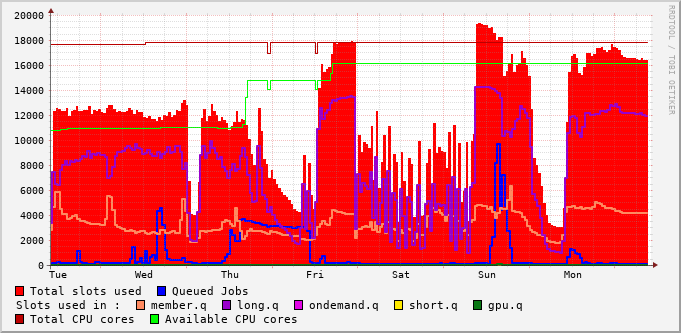 20000
18000
16000
14000
12000
10000
8000
6000
4000
2000
0
Tue Wed Thu Fri Sat Sun Mon
Total slots used Queued Jobs
Slots used in : member.q long.q ondemand.q short.q gpu.q
Total CPU cores Available CPU cores
RRDTOOL / TOBI OETIKER